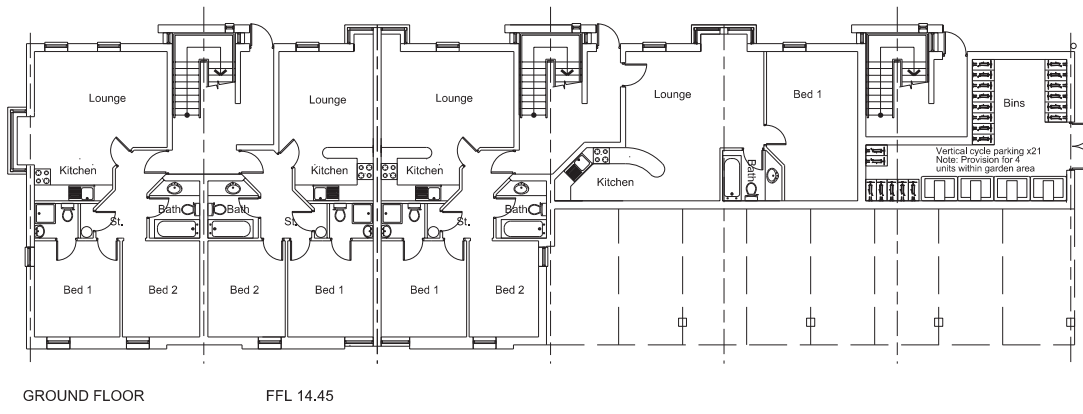 Lounge
Lounge
Lounge
Lounge
Bed 1
Bins
Vertical cycle parking x21
Note: Provision for 4
units within garden area
Kitchen
Kitchen
Kitchen
Kitchen
Bath
Bath
Bath
Bath
St.
St.
St.
Bed 1
Bed 2
Bed 2
Bed 1
Bed 1
Bed 2
GROUND FLOOR
FFL 14.45